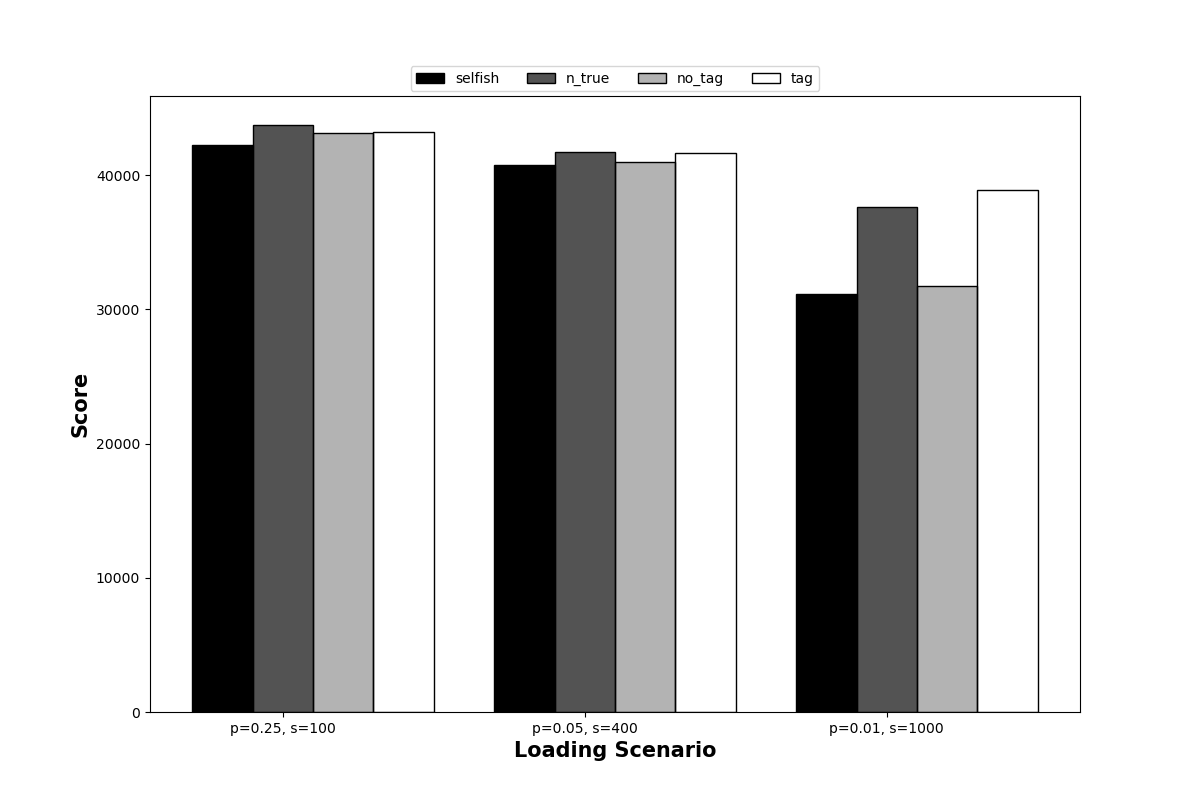 selfish n_true no_tag tag
40000
30000
20000
10000
0
Score
p=0.25, s=100 p=0.05, s=400 p=0.01, s=1000
Loading Scenario